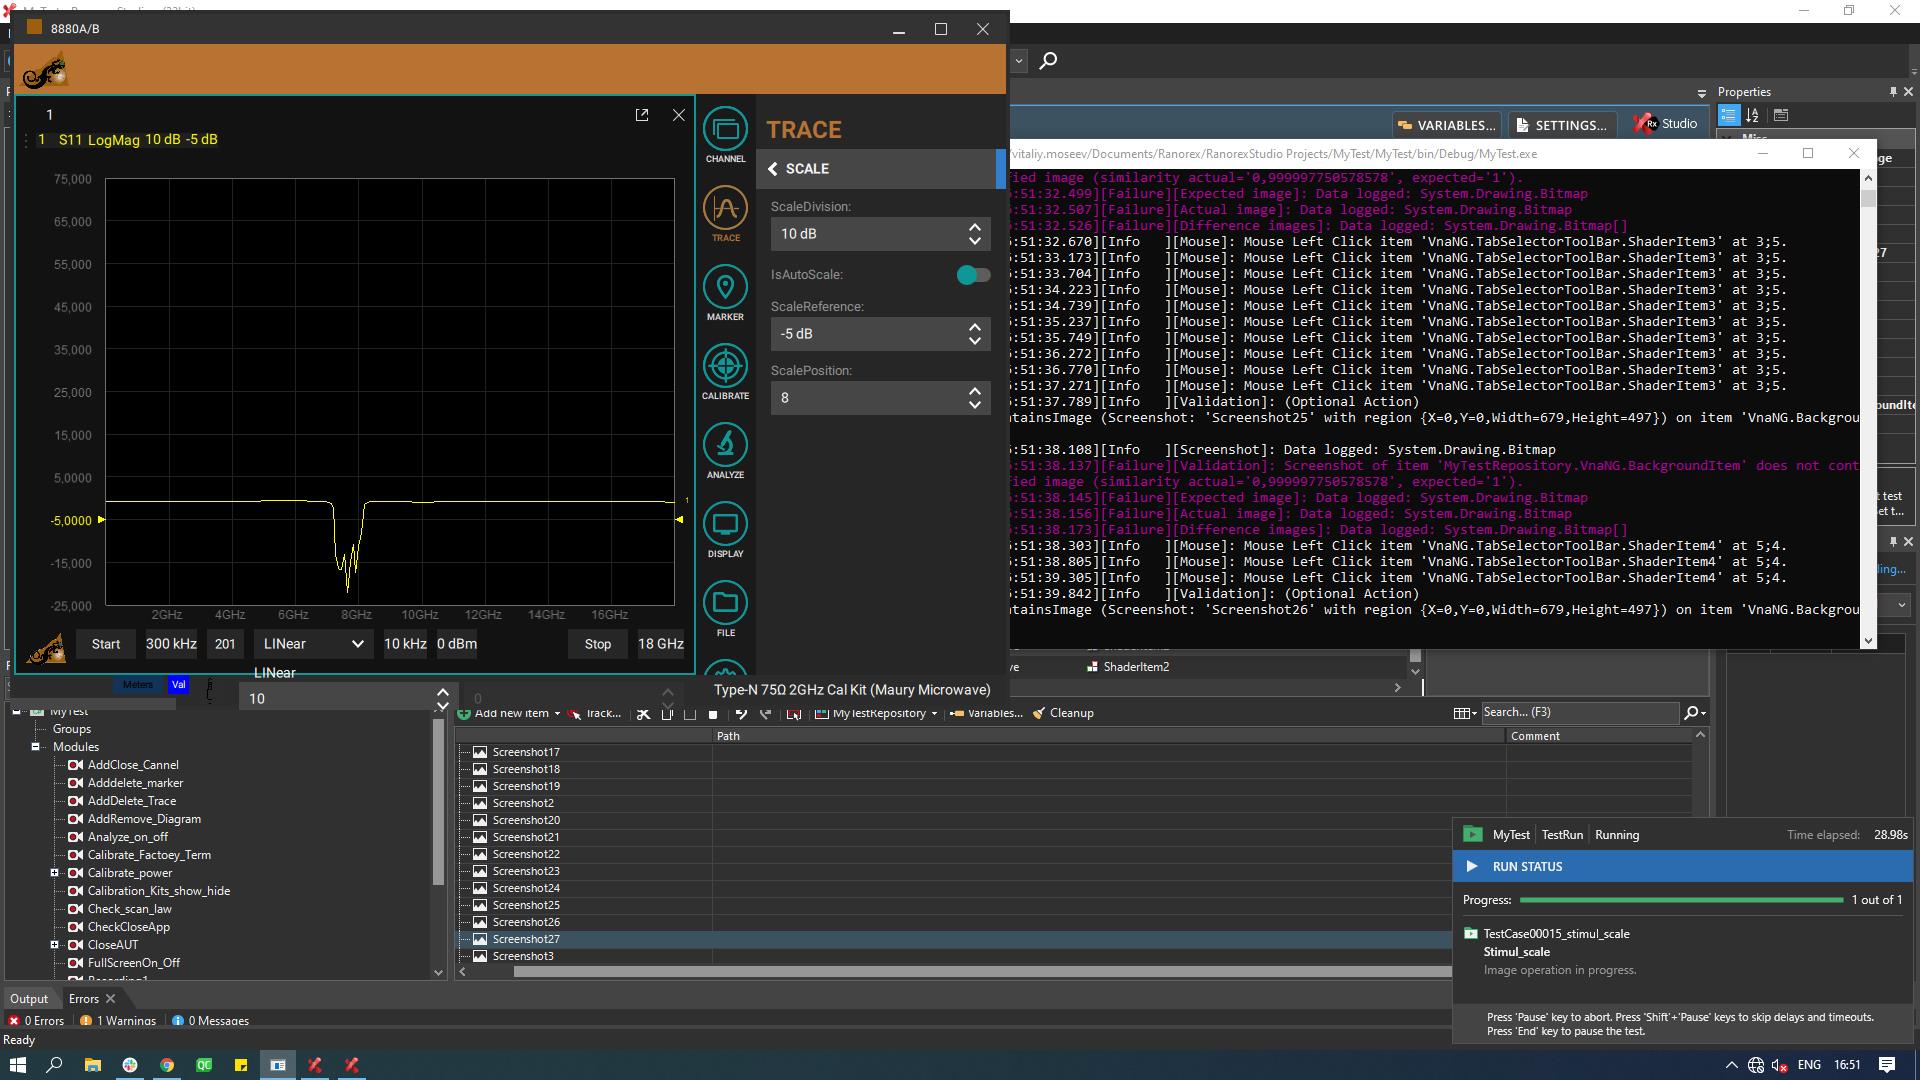 8880A/B
1
1 S11 LogMag 10 dB -5 dB
75,000
65,000
55,000
45,000
35,000
25,000
15,000
5,0000
-5,0000
-15,000
-25,000
1
2GHz 4GHz 6GHz 8GHz 10GHz 12GHz 14GHz 16GHz
Start 300 kHz 201 LINear 10 kHz 0 dBm Stop 18 GHz
LINear
Meters Val 10 0
Type-N 75Ω 2GHz Cal Kit (Maury Microwave)
CHANNEL
TRACE
MARKER
CALIBRATE
ANALYZE
DISPLAY
FILE
TRACE
SCALE
ScaleDivision:
10 dB
IsAutoScale:
ScaleReference:
-5 dB
ScalePosition:
8
VARIABLES... SETTINGS... Rx Studio
Properties
Misc
/vitaliy.moseev/Documents/Ranorex/RanorexStudio Projects/MyTest/MyTest/bin/Debug/MyTest.exe
fied image (similarity actual='0,999997750578578', expected='1').
:51:32.499][Failure][Expected image]: Data logged: System.Drawing.Bitmap
:51:32.507][Failure][Actual image]: Data logged: System.Drawing.Bitmap
:51:32.526][Failure][Difference images]: Data logged: System.Drawing.Bitmap[]
:51:32.670][Info ][Mouse]: Mouse Left Click item 'VnaNG.TabSelectorToolBar.ShaderItem3' at 3;5.
:51:33.173][Info ][Mouse]: Mouse Left Click item 'VnaNG.TabSelectorToolBar.ShaderItem3' at 3;5.
:51:33.704][Info ][Mouse]: Mouse Left Click item 'VnaNG.TabSelectorToolBar.ShaderItem3' at 3;5.
:51:34.223][Info ][Mouse]: Mouse Left Click item 'VnaNG.TabSelectorToolBar.ShaderItem3' at 3;5.
:51:34.739][Info ][Mouse]: Mouse Left Click item 'VnaNG.TabSelectorToolBar.ShaderItem3' at 3;5.
:51:35.237][Info ][Mouse]: Mouse Left Click item 'VnaNG.TabSelectorToolBar.ShaderItem3' at 3;5.
:51:35.749][Info ][Mouse]: Mouse Left Click item 'VnaNG.TabSelectorToolBar.ShaderItem3' at 3;5.
:51:36.272][Info ][Mouse]: Mouse Left Click item 'VnaNG.TabSelectorToolBar.ShaderItem3' at 3;5.
:51:36.770][Info ][Mouse]: Mouse Left Click item 'VnaNG.TabSelectorToolBar.ShaderItem3' at 3;5.
:51:37.271][Info ][Mouse]: Mouse Left Click item 'VnaNG.TabSelectorToolBar.ShaderItem3' at 3;5.
:51:37.789][Info ][Validation]: (Optional Action)
ntainsImage (Screenshot: 'Screenshot25' with region {X=0,Y=0,Width=679,Height=497}) on item 'VnaNG.Backgrou
:51:38.108][Info ][Screenshot]: Data logged: System.Drawing.Bitmap
:51:38.137][Failure][Validation]: Screenshot of item 'MyTestRepository.VnaNG.BackgroundItem' does not cont
fied image (similarity actual='0,999997750578578', expected='1').
:51:38.145][Failure][Expected image]: Data logged: System.Drawing.Bitmap
:51:38.156][Failure][Actual image]: Data logged: System.Drawing.Bitmap
:51:38.173][Failure][Difference images]: Data logged: System.Drawing.Bitmap[]
:51:38.303][Info ][Mouse]: Mouse Left Click item 'VnaNG.TabSelectorToolBar.ShaderItem4' at 5;4.
:51:38.805][Info ][Mouse]: Mouse Left Click item 'VnaNG.TabSelectorToolBar.ShaderItem4' at 5;4.
:51:39.305][Info ][Mouse]: Mouse Left Click item 'VnaNG.TabSelectorToolBar.ShaderItem4' at 5;4.
:51:39.842][Info ][Validation]: (Optional Action)
ntainsImage (Screenshot: 'Screenshot26' with region {X=0,Y=0,Width=679,Height=497}) on item 'VnaNG.Backgrou
ShaderItem2
MyTest
Groups
Modules
AddClose_Cannel
Adddelete_marker
AddDelete_Trace
AddRemove_Diagram
Analyze_on_off
Calibrate_Factoey_Term
Calibrate_power
Calibration_Kits_show_hide
Check_scan_law
CheckCloseApp
CloseAUT
FullScreenOn_Off
Add new item Track... MyTestRepository Variables... Cleanup Search... (F3)
Path Comment
Screenshot17
Screenshot18
Screenshot19
Screenshot2
Screenshot20
Screenshot21
Screenshot22
Screenshot23
Screenshot24
Screenshot25
Screenshot26
Screenshot27
Screenshot3
MyTest TestRun Running Time elapsed: 28.98s
RUN STATUS
Progress: 1 out of 1
TestCase00015_stimul_scale
Stimul_scale
Image operation in progress.
Press 'Pause' key to abort. Press 'Shift'+'Pause' keys to skip delays and timeouts.
Press 'End' key to pause the test.
Output Errors
0 Errors 1 Warnings 0 Messages
Ready
QC
ENG 16:51